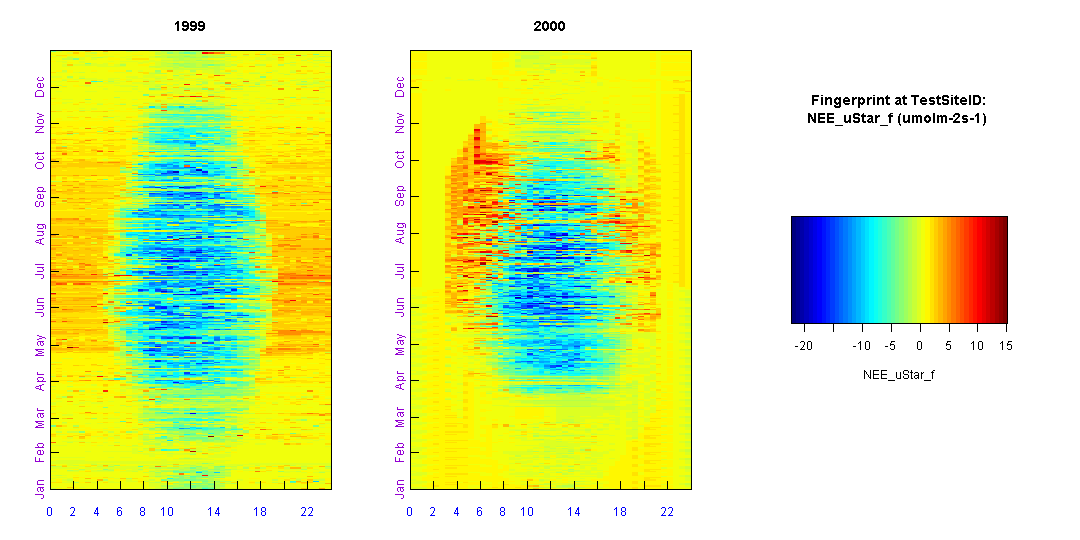 1999
2000
Fingerprint at TestSiteID:
NEE_uStar_f (umolm-2s-1)
Dec
Nov
Oct
Sep
Aug
Jul
Jun
May
Apr
Mar
Feb
Jan
0 2 4 6 8 10 14 18 22
Dec
Nov
Oct
Sep
Aug
Jul
Jun
May
Apr
Mar
Feb
Jan
0 2 4 6 8 10 14 18 22
-20 -10 -5 0 5 10 15
NEE_uStar_f